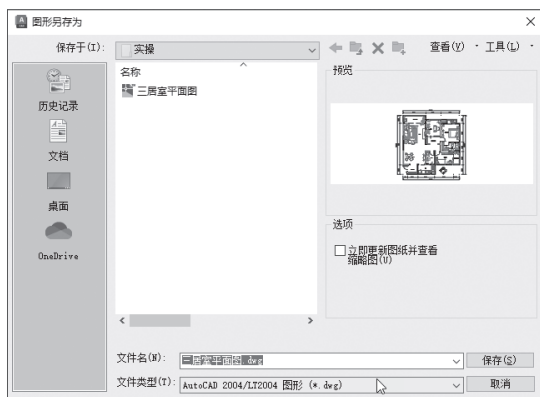 图形另存为
保存于(I):
实操
查看(V)
工具(L)
名称
三居室平面图
预览
历史记录
文档
桌面
OneDrive
选项
立即更新图纸并查看
缩略图(U)
文件名(N):
三居室平面图.dwg
保存(S)
文件类型(T):
AutoCAD 2004/LT2004 图形 (*.dwg)
取消